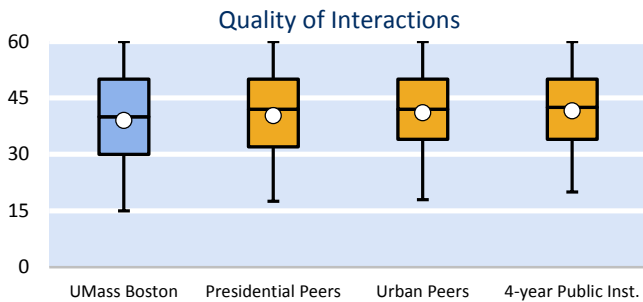 Quality of Interactions
60
45
30
15
0
UMass Boston Presidential Peers Urban Peers 4-year Public Inst.